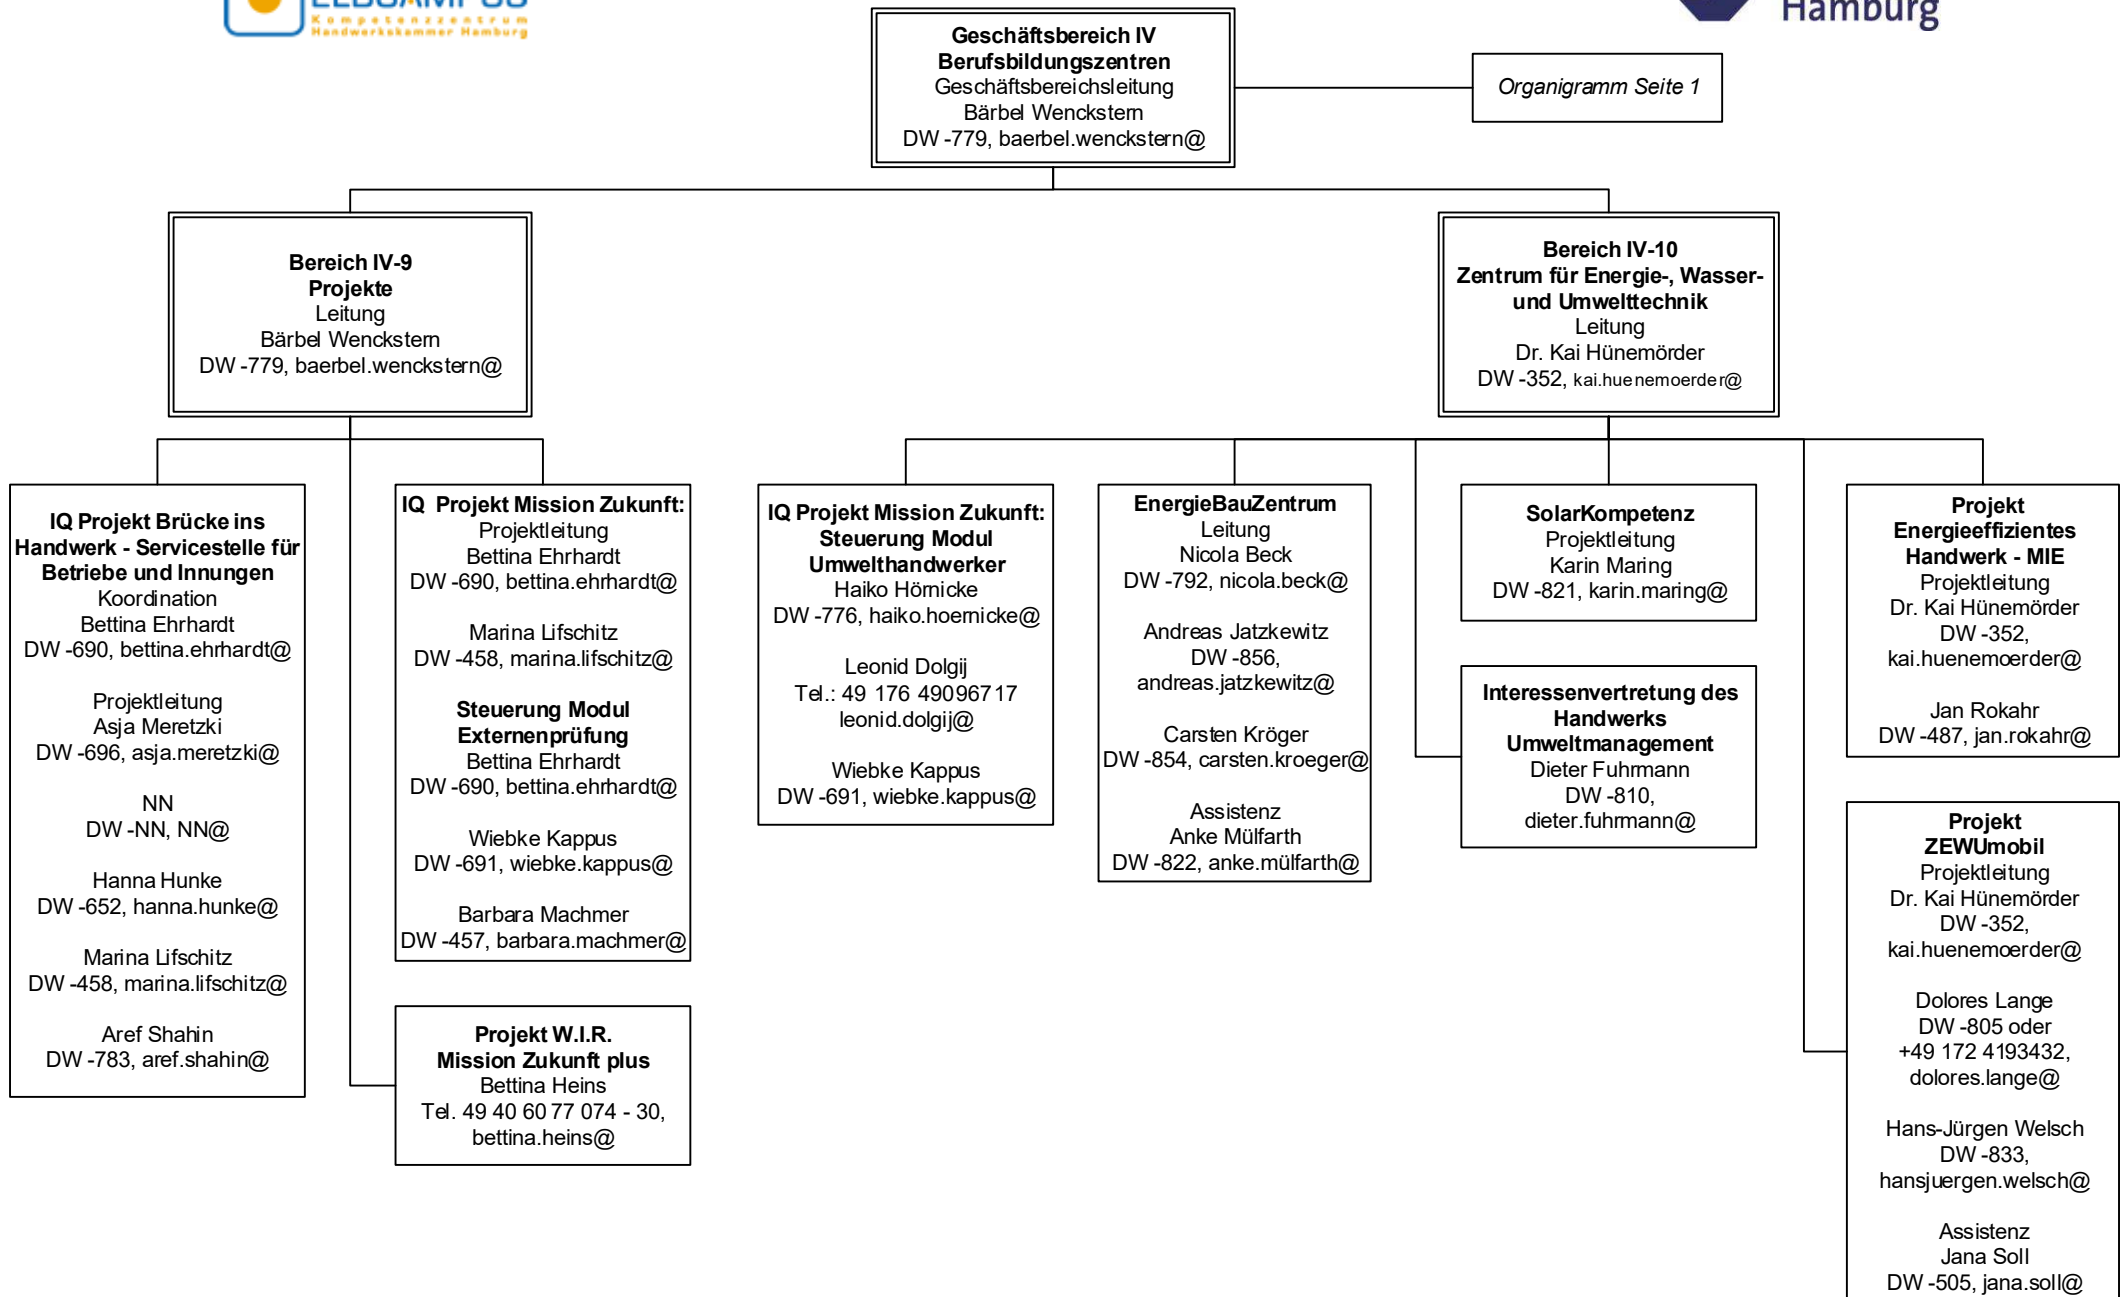 ELBCAMPUS
Kompetenzzentrum
Handwerkskammer Hamburg
Hamburg
Geschäftsbereich IV
Berufsbildungszentren
Geschäftsbereichsleitung
Bärbel Wenckstern
DW -779, baerbel.wenckstern@
Organigramm Seite 1
Bereich IV-9
Projekte
Leitung
Bärbel Wenckstern
DW -779, baerbel.wenckstern@
Bereich IV-10
Zentrum für Energie-, Wasser-
und Umwelttechnik
Leitung
Dr. Kai Hünemörder
DW -352, kai.huenemoerder@
IQ Projekt Brücke ins
Handwerk - Servicestelle für
Betriebe und Innungen
Koordination
Bettina Ehrhardt
DW -690, bettina.ehrhardt@
Projektleitung
Asja Meretzki
DW -696, asja.meretzki@
NN
DW -NN, NN@
Hanna Hunke
DW -652, hanna.hunke@
Marina Lifschitz
DW -458, marina.lifschitz@
Aref Shahin
DW -783, aref.shahin@
IQ Projekt Mission Zukunft:
Projektleitung
Bettina Ehrhardt
DW -690, bettina.ehrhardt@
Marina Lifschitz
DW -458, marina.lifschitz@
Steuerung Modul
Externenprüfung
Bettina Ehrhardt
DW -690, bettina.ehrhardt@
Wiebke Kappus
DW -691, wiebke.kappus@
Barbara Machmer
DW -457, barbara.machmer@
Projekt W.I.R.
Mission Zukunft plus
Bettina Heins
Tel. 49 40 60 77 074 - 30,
bettina.heins@
IQ Projekt Mission Zukunft:
Steuerung Modul
Umwelthandwerker
Haiko Hörnicke
DW -776, haiko.hoernicke@
Leonid Dolgij
Tel.: 49 176 49096717
leonid.dolgij@
Wiebke Kappus
DW -691, wiebke.kappus@
EnergieBauZentrum
Leitung
Nicola Beck
DW -792, nicola.beck@
Andreas Jatzkewitz
DW -856,
andreas.jatzkewitz@
Carsten Kröger
DW -854, carsten.kroeger@
Assistenz
Anke Mülfarth
DW -822, anke.mülfarth@
SolarKompetenz
Projektleitung
Karin Maring
DW -821, karin.maring@
Interessenvertretung des
Handwerks
Umweltmanagement
Dieter Fuhrmann
DW -810,
dieter.fuhrmann@
Projekt
Energieeffizientes
Handwerk - MIE
Projektleitung
Dr. Kai Hünemörder
DW -352,
kai.huenemoerder@
Jan Rokahr
DW -487, jan.rokahr@
Projekt
ZEWUmobil
Projektleitung
Dr. Kai Hünemörder
DW -352,
kai.huenemoerder@
Dolores Lange
DW -805 oder
+49 172 4193432,
dolores.lange@
Hans-Jürgen Welsch
DW -833,
hansjuergen.welsch@
Assistenz
Jana Soll
DW -505, jana.soll@